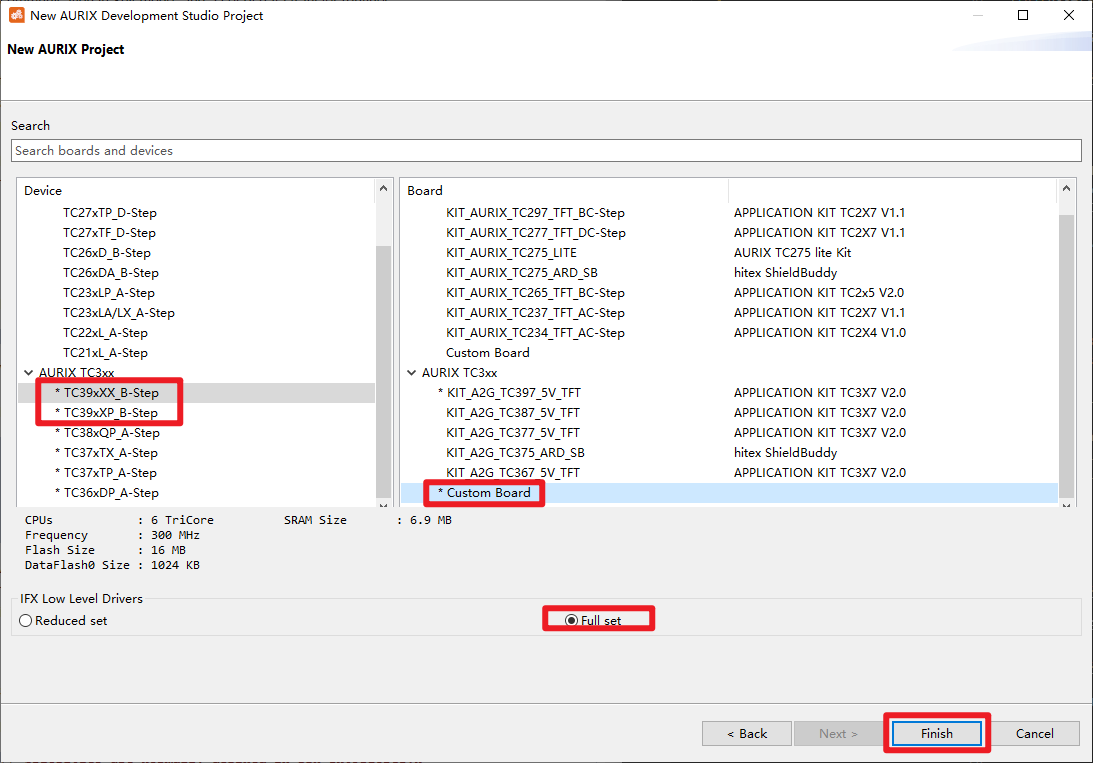 New AURIX Development Studio Project
New AURIX Project
Search
Search boards and devices
Device
TC27xTP_D-Step
TC27xTF_D-Step
TC26xD_B-Step
TC26xDA_B-Step
TC23xLP_A-Step
TC23xLA/LX_A-Step
TC22xL_A-Step
TC21xL_A-Step
AURIX TC3xx
* TC39xXX_B-Step
* TC39xXP_B-Step
* TC38xQP_A-Step
* TC37xTX_A-Step
* TC37xTP_A-Step
* TC36xDP_A-Step
Board
KIT_AURIX_TC297_TFT_BC-Step APPLICATION KIT TC2X7 V1.1
KIT_AURIX_TC277_TFT_DC-Step APPLICATION KIT TC2X7 V1.1
KIT_AURIX_TC275_LITE AURIX TC275 lite Kit
KIT_AURIX_TC275_ARD_SB hitex ShieldBuddy
KIT_AURIX_TC265_TFT_BC-Step APPLICATION KIT TC2x5 V2.0
KIT_AURIX_TC237_TFT_AC-Step APPLICATION KIT TC2X7 V1.1
KIT_AURIX_TC234_TFT_AC-Step APPLICATION KIT TC2X4 V1.0
Custom Board
AURIX TC3xx
* KIT_A2G_TC397_5V_TFT APPLICATION KIT TC3X7 V2.0
KIT_A2G_TC387_5V_TFT APPLICATION KIT TC3X7 V2.0
KIT_A2G_TC377_5V_TFT APPLICATION KIT TC3X7 V2.0
KIT_A2G_TC375_ARD_SB hitex ShieldBuddy
KIT_A2G_TC367_5V_TFT APPLICATION KIT TC3X7 V2.0
* Custom Board
CPUs : 6 TriCore SRAM Size : 6.9 MB
Frequency : 300 MHz
Flash Size : 16 MB
DataFlash0 Size : 1024 KB
IFX Low Level Drivers
Reduced set Full set
< Back Next > Finish Cancel